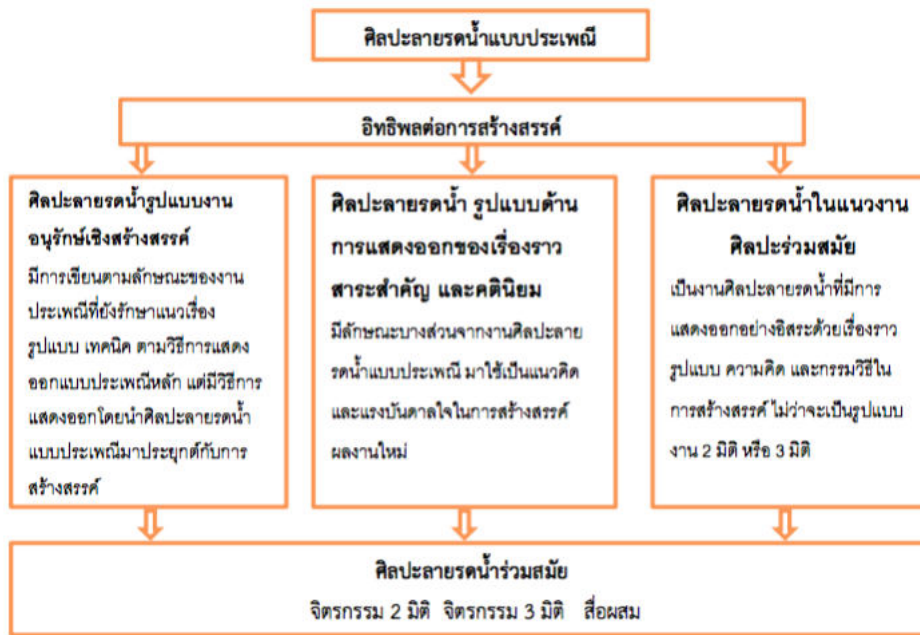 ศิลปะลายรดน้ำแบบประเพณี
อิทธิพลต่อการสร้างสรรค์
ศิลปะลายรดน้ำรูปแบบงาน
อนุรักษ์เชิงสร้างสรรค์
มีการเขียนตามลักษณะของงาน
ประเพณีที่ยังรักษาแนวเรื่อง
รูปแบบ เทคนิค ตามวิธีการแสดง
ออกแบบประเพณีหลัก แต่มีวิธีการ
แสดงออกโดยนำศิลปะลายรดน้ำ
แบบประเพณีมาประยุกต์กับการ
สร้างสรรค์
ศิลปะลายรดน้ำ รูปแบบด้าน
การแสดงออกของเรื่องราว
สาระสำคัญ และคตินิยม
มีลักษณะบางส่วนจากงานศิลปะลาย
รดน้ำแบบประเพณี มาใช้เป็นแนวคิด
และแรงบันดาลใจในการสร้างสรรค์
ผลงานใหม่
ศิลปะลายรดน้ำในแนวงาน
ศิลปะร่วมสมัย
เป็นงานศิลปะลายรดน้ำที่มีการ
แสดงออกอย่างอิสระด้วยเรื่องราว
รูปแบบ ความคิด และกรรมวิธีใน
การสร้างสรรค์ ไม่ว่าจะเป็นรูปแบบ
งาน 2 มิติ หรือ 3 มิติ
ศิลปะลายรดน้ำร่วมสมัย
จิตรกรรม 2 มิติ จิตรกรรม 3 มิติ สื่อผสม